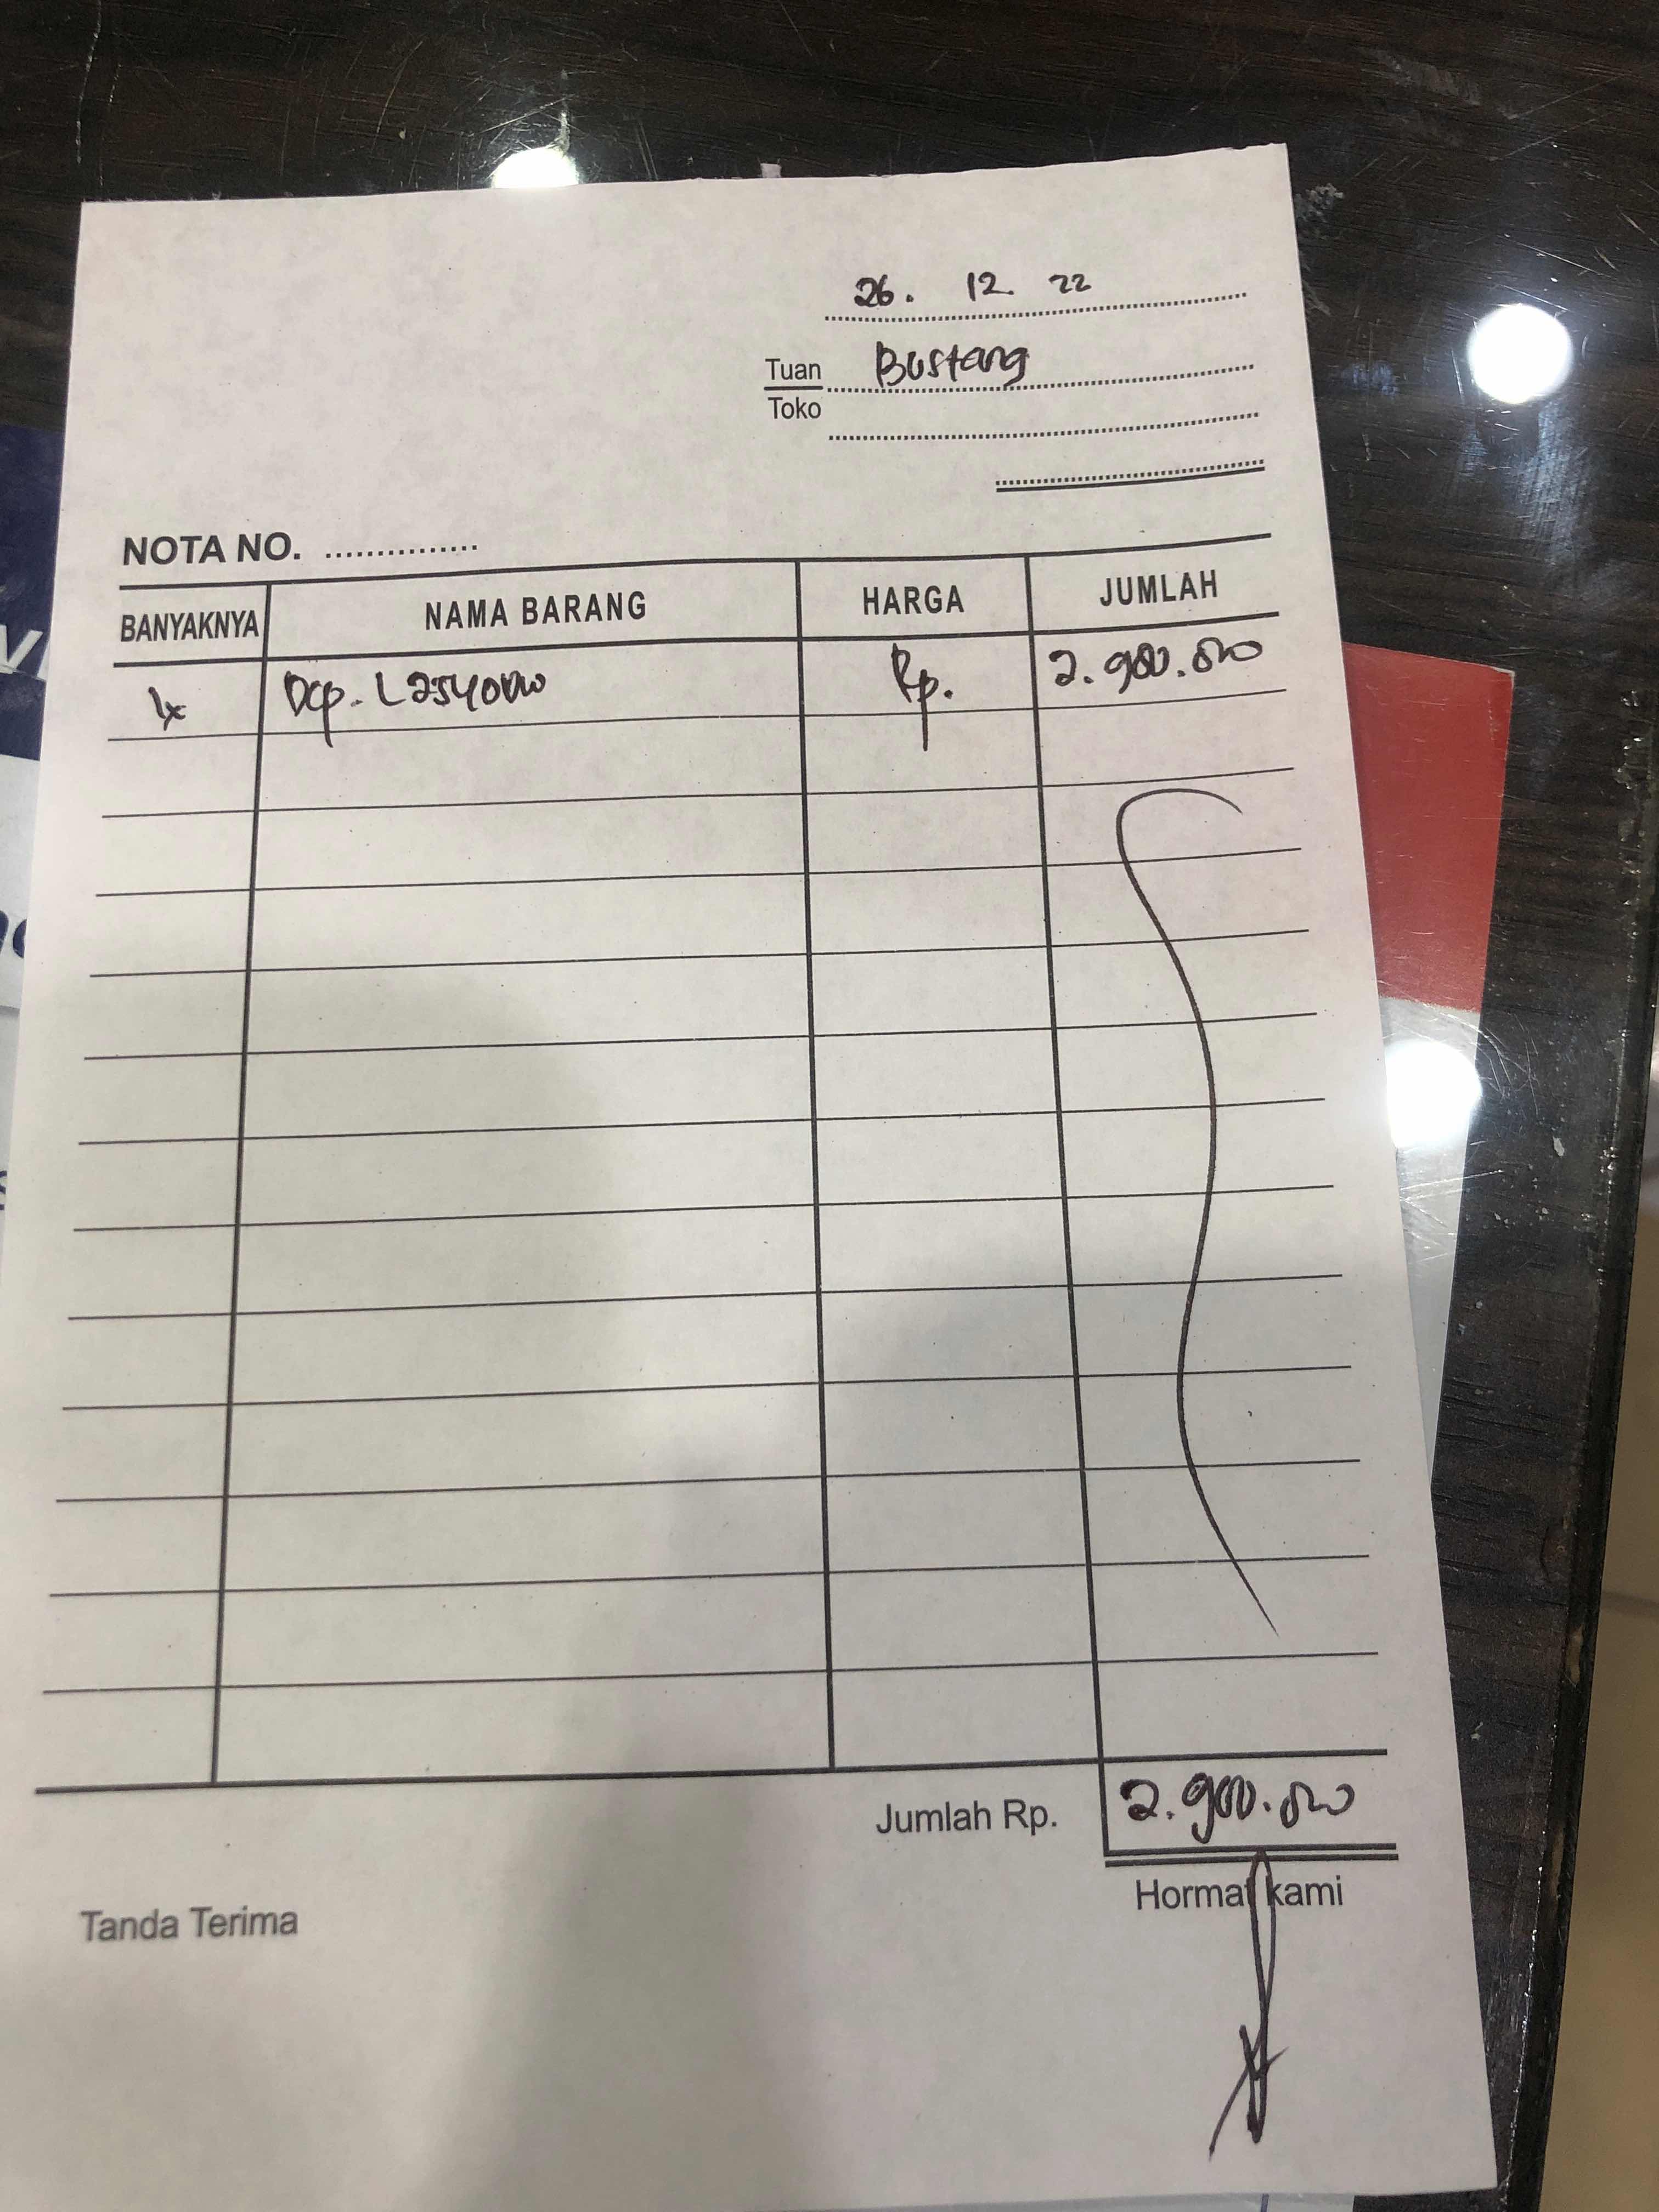 26. 12. 22
Tuan Bustang
Toko
NOTA NO. ...............
BANYAKNYA NAMA BARANG HARGA JUMLAH
1x Dcp. L2540DW Rp. 2.900.000
Jumlah Rp. 2.900.000
Tanda Terima Hormat kami